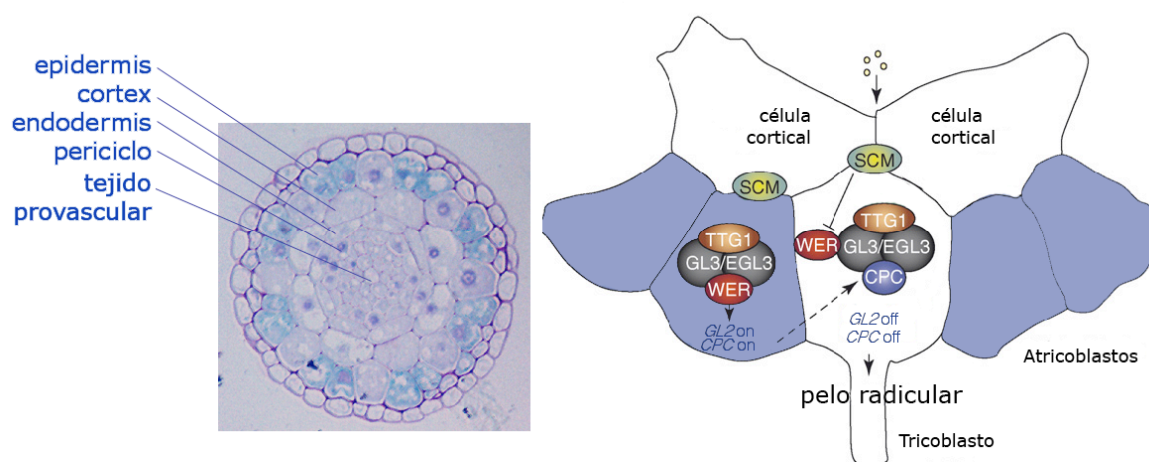 epidermis
cortex
endodermis
periciclo
tejido
provascular
célula
cortical
célula
cortical
SCM
SCM
TTG1
GL3/EGL3
WER
GL2 on
CPC on
TTG1
WER
GL3/EGL3
CPC
GL2 off
CPC off
Atricoblastos
pelo radicular
Tricoblasto